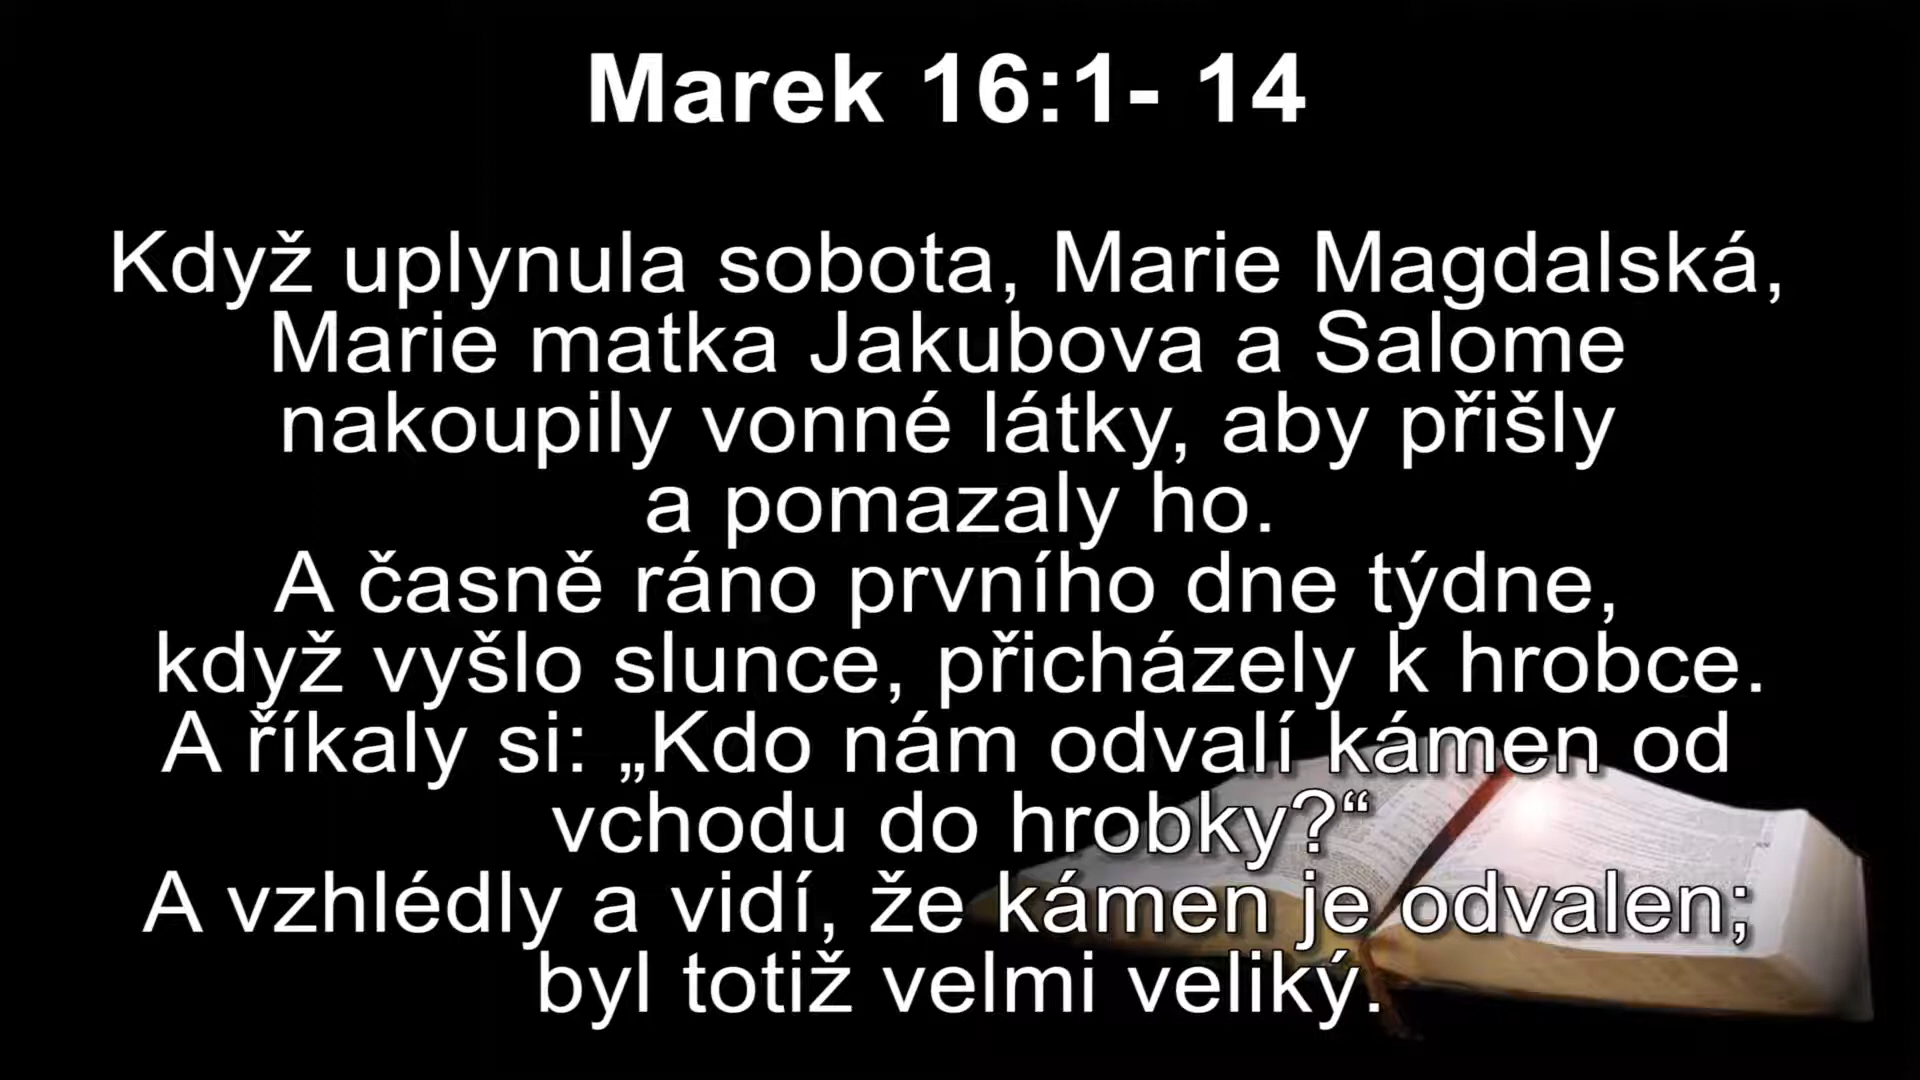 Marek 16:1- 14
Když uplynula sobota, Marie Magdalská,
Marie matka Jakubova a Salome
nakoupily vonné látky, aby přišly
a pomazaly ho.
A časně ráno prvního dne týdne,
když vyšlo slunce, přicházely k hrobce.
A říkaly si: „Kdo nám odvalí kámen od
vchodu do hrobky?“
A vzhlédly a vidí, že kámen je odvalen;
byl totiž velmi veliký.